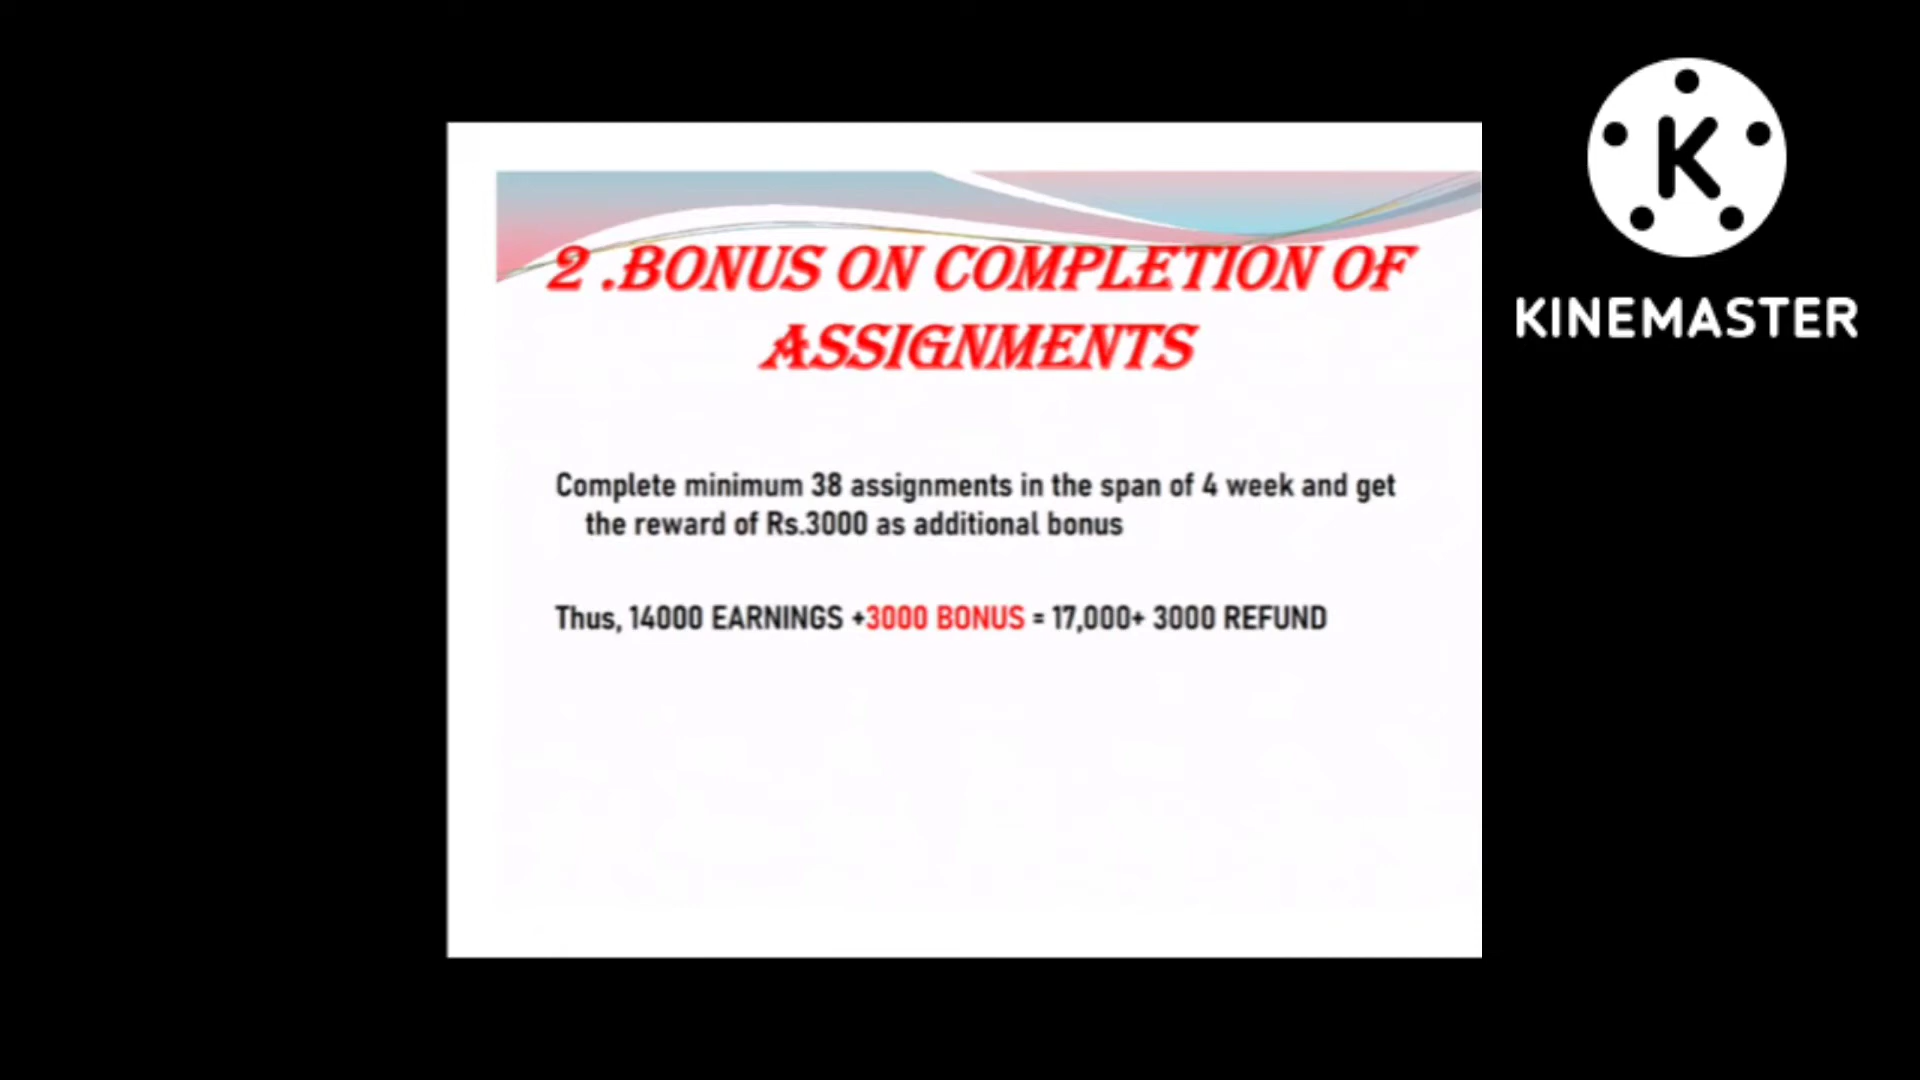 2 .BONUS ON COMPLETION OF
ASSIGNMENTS
Complete minimum 38 assignments in the span of 4 week and get
the reward of Rs.3000 as additional bonus
Thus, 14000 EARNINGS +3000 BONUS = 17,000+ 3000 REFUND
K
KINEMASTER